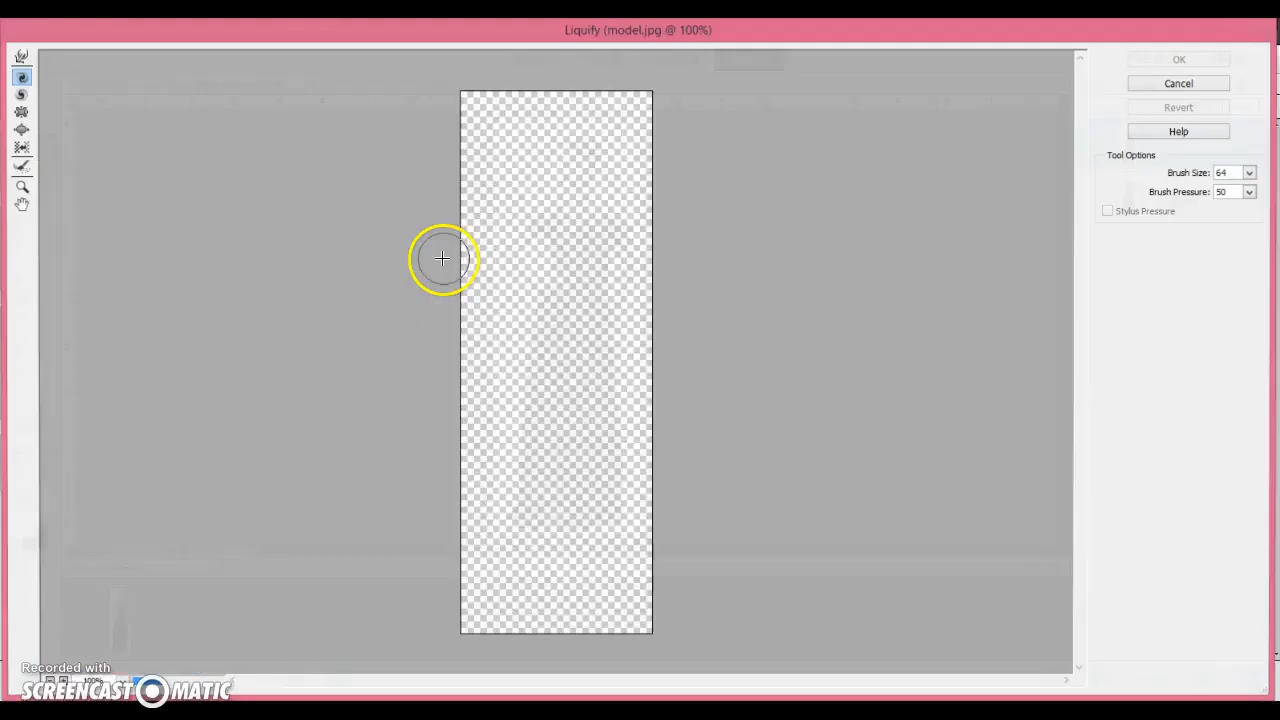 Liquify (model.jpg @ 100%)
OK
Cancel
Revert
Help
Tool Options
Brush Size: 64
Brush Pressure: 50
Stylus Pressure
100%
Recorded with
SCREENCAST O MATIC